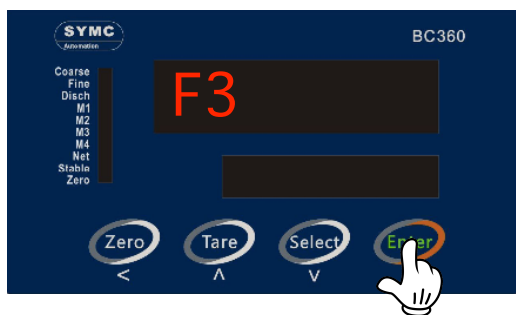 SYMC
Automation
BC360
Coarse
Fine
Disch
M1
M2
M3
M4
Net
Stable
Zero
F3
Zero
Tare
Select
Enter
< ∧ ∨